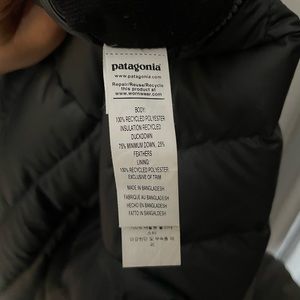 patagonia
www.patagonia.com
Repair/Reuse/Recycle
this product at
www.wornwear.com
BODY:
100% RECYCLED POLYESTER
INSULATION RECYCLED
DUCKDOWN
75% MINIMUM DOWN, 25%
FEATHERS
LINING
100% RECYCLED POLYESTER
EXCLUSIVE OF TRIM
MADE IN BANGLADESH
FABRIQUE AU BANGLADESH
HECHO EN BANGLADESH
FATTO IN BANGALDESH